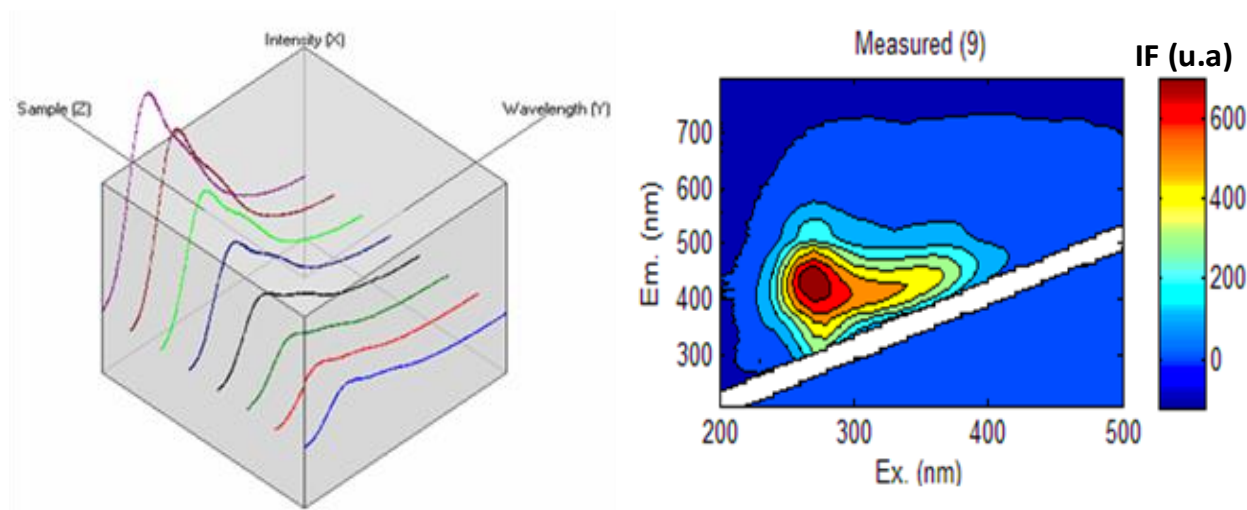 Intensity (X)
Sample (Z)
Wavelength (Y)
Measured (9)
IF (u.a)
Em. (nm)
700
600
500
400
300
200
300
400
500
Ex. (nm)
600
400
200
0